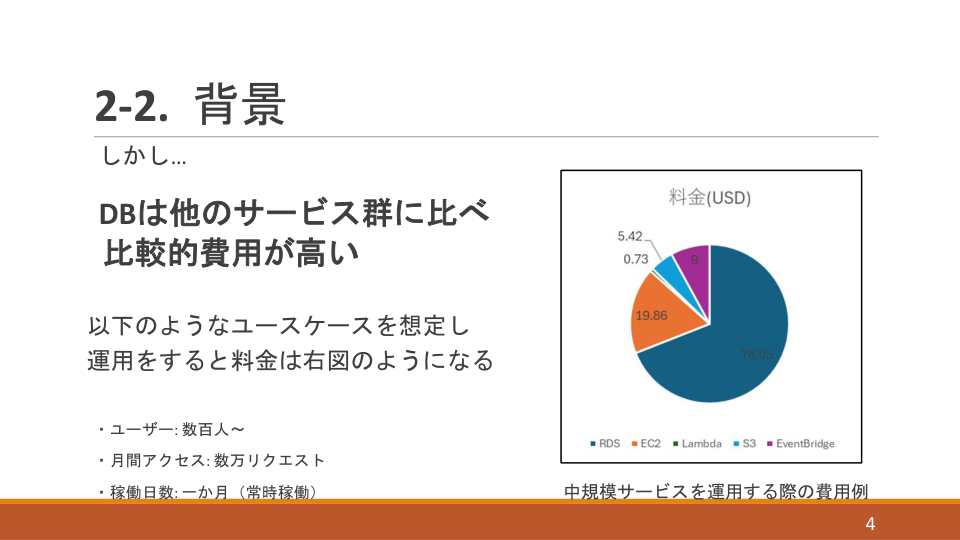 2-2. 背景
しかし…
DBは他のサービス群に比べ
比較的費用が高い
以下のようなユースケースを想定し
運用をすると料金は右図のようになる
・ユーザー: 数百人～
・月間アクセス: 数万リクエスト
・稼働日数: 一か月（常時稼働）
料金(USD)
5.42
0.73
9
19.86
RDS EC2 Lambda S3 EventBridge
中規模サービスを運用する際の費用例
4